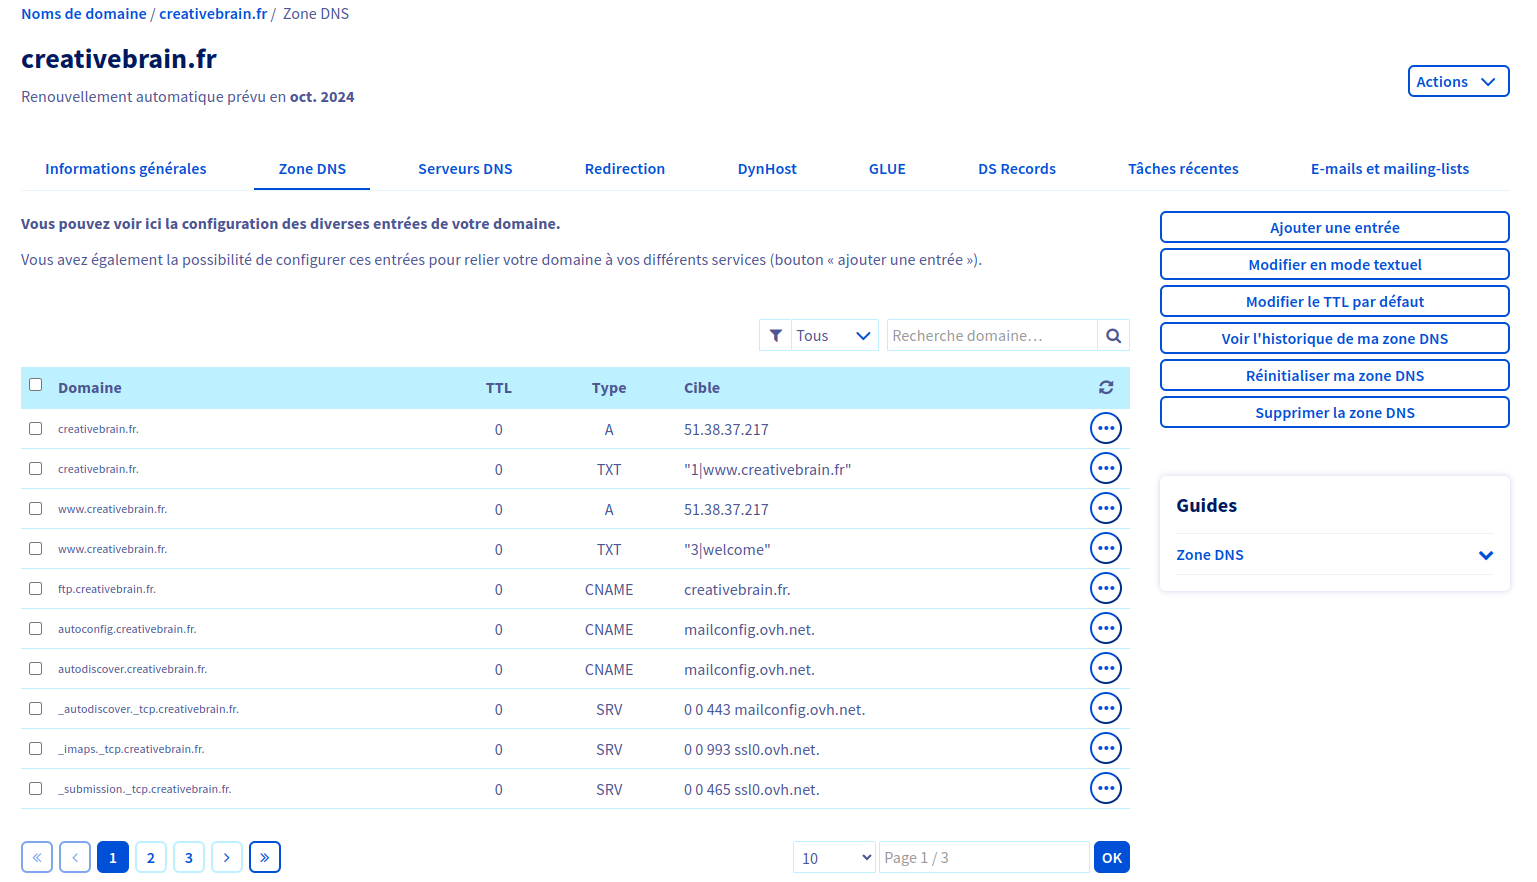 Noms de domaine / creativebrain.fr / Zone DNS
creativebrain.fr
Renouvellement automatique prévu en oct. 2024
Actions
Informations générales Zone DNS Serveurs DNS Redirection DynHost GLUE DS Records Tâches récentes E-mails et mailing-lists
Vous pouvez voir ici la configuration des diverses entrées de votre domaine.
Vous avez également la possibilité de configurer ces entrées pour relier votre domaine à vos différents services (bouton « ajouter une entrée »).
Tous Recherche domaine...
Domaine TTL Type Cible
creativebrain.fr. 0 A 51.38.37.217
creativebrain.fr. 0 TXT "1|www.creativebrain.fr"
www.creativebrain.fr. 0 A 51.38.37.217
www.creativebrain.fr. 0 TXT "3|welcome"
ftp.creativebrain.fr. 0 CNAME creativebrain.fr.
autoconfig.creativebrain.fr. 0 CNAME mailconfig.ovh.net.
autodiscover.creativebrain.fr. 0 CNAME mailconfig.ovh.net.
_autodiscover._tcp.creativebrain.fr. 0 SRV 0 0 443 mailconfig.ovh.net.
_imaps._tcp.creativebrain.fr. 0 SRV 0 0 993 ssl0.ovh.net.
_submission._tcp.creativebrain.fr. 0 SRV 0 0 465 ssl0.ovh.net.
« ‹ 1 2 3 › » 10 Page 1 / 3 OK
Ajouter une entrée
Modifier en mode textuel
Modifier le TTL par défaut
Voir l'historique de ma zone DNS
Réinitialiser ma zone DNS
Supprimer la zone DNS
Guides
Zone DNS